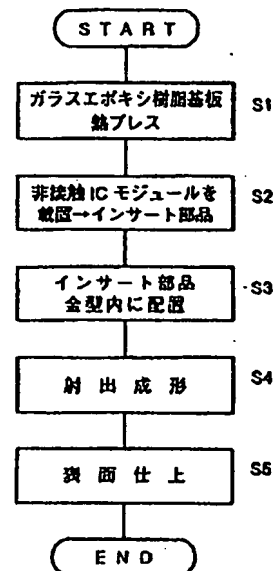 START
ガラスエポキシ樹脂基板
熱プレス
S1
非接触ICモジュールを
載置→インサート部品
S2
インサート部品
金型内に配置
S3
射出成形
S4
表面仕上
S5
END